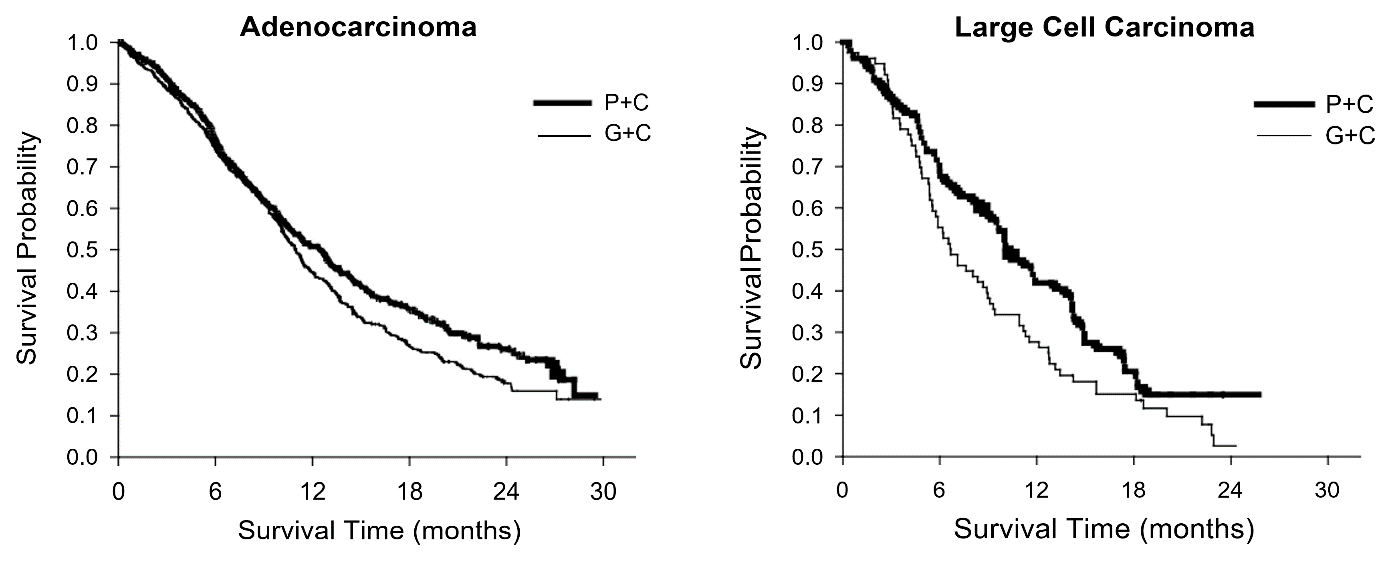 Adenocarcinoma
1.0
0.9
0.8
0.7
0.6
0.5
0.4
0.3
0.2
0.1
0.0
Survival Probability
P+C
G+C
0 6 12 18 24 30
Survival Time (months)
Large Cell Carcinoma
1.0
0.9
0.8
0.7
0.6
0.5
0.4
0.3
0.2
0.1
0.0
Survival Probability
P+C
G+C
0 6 12 18 24 30
Survival Time (months)